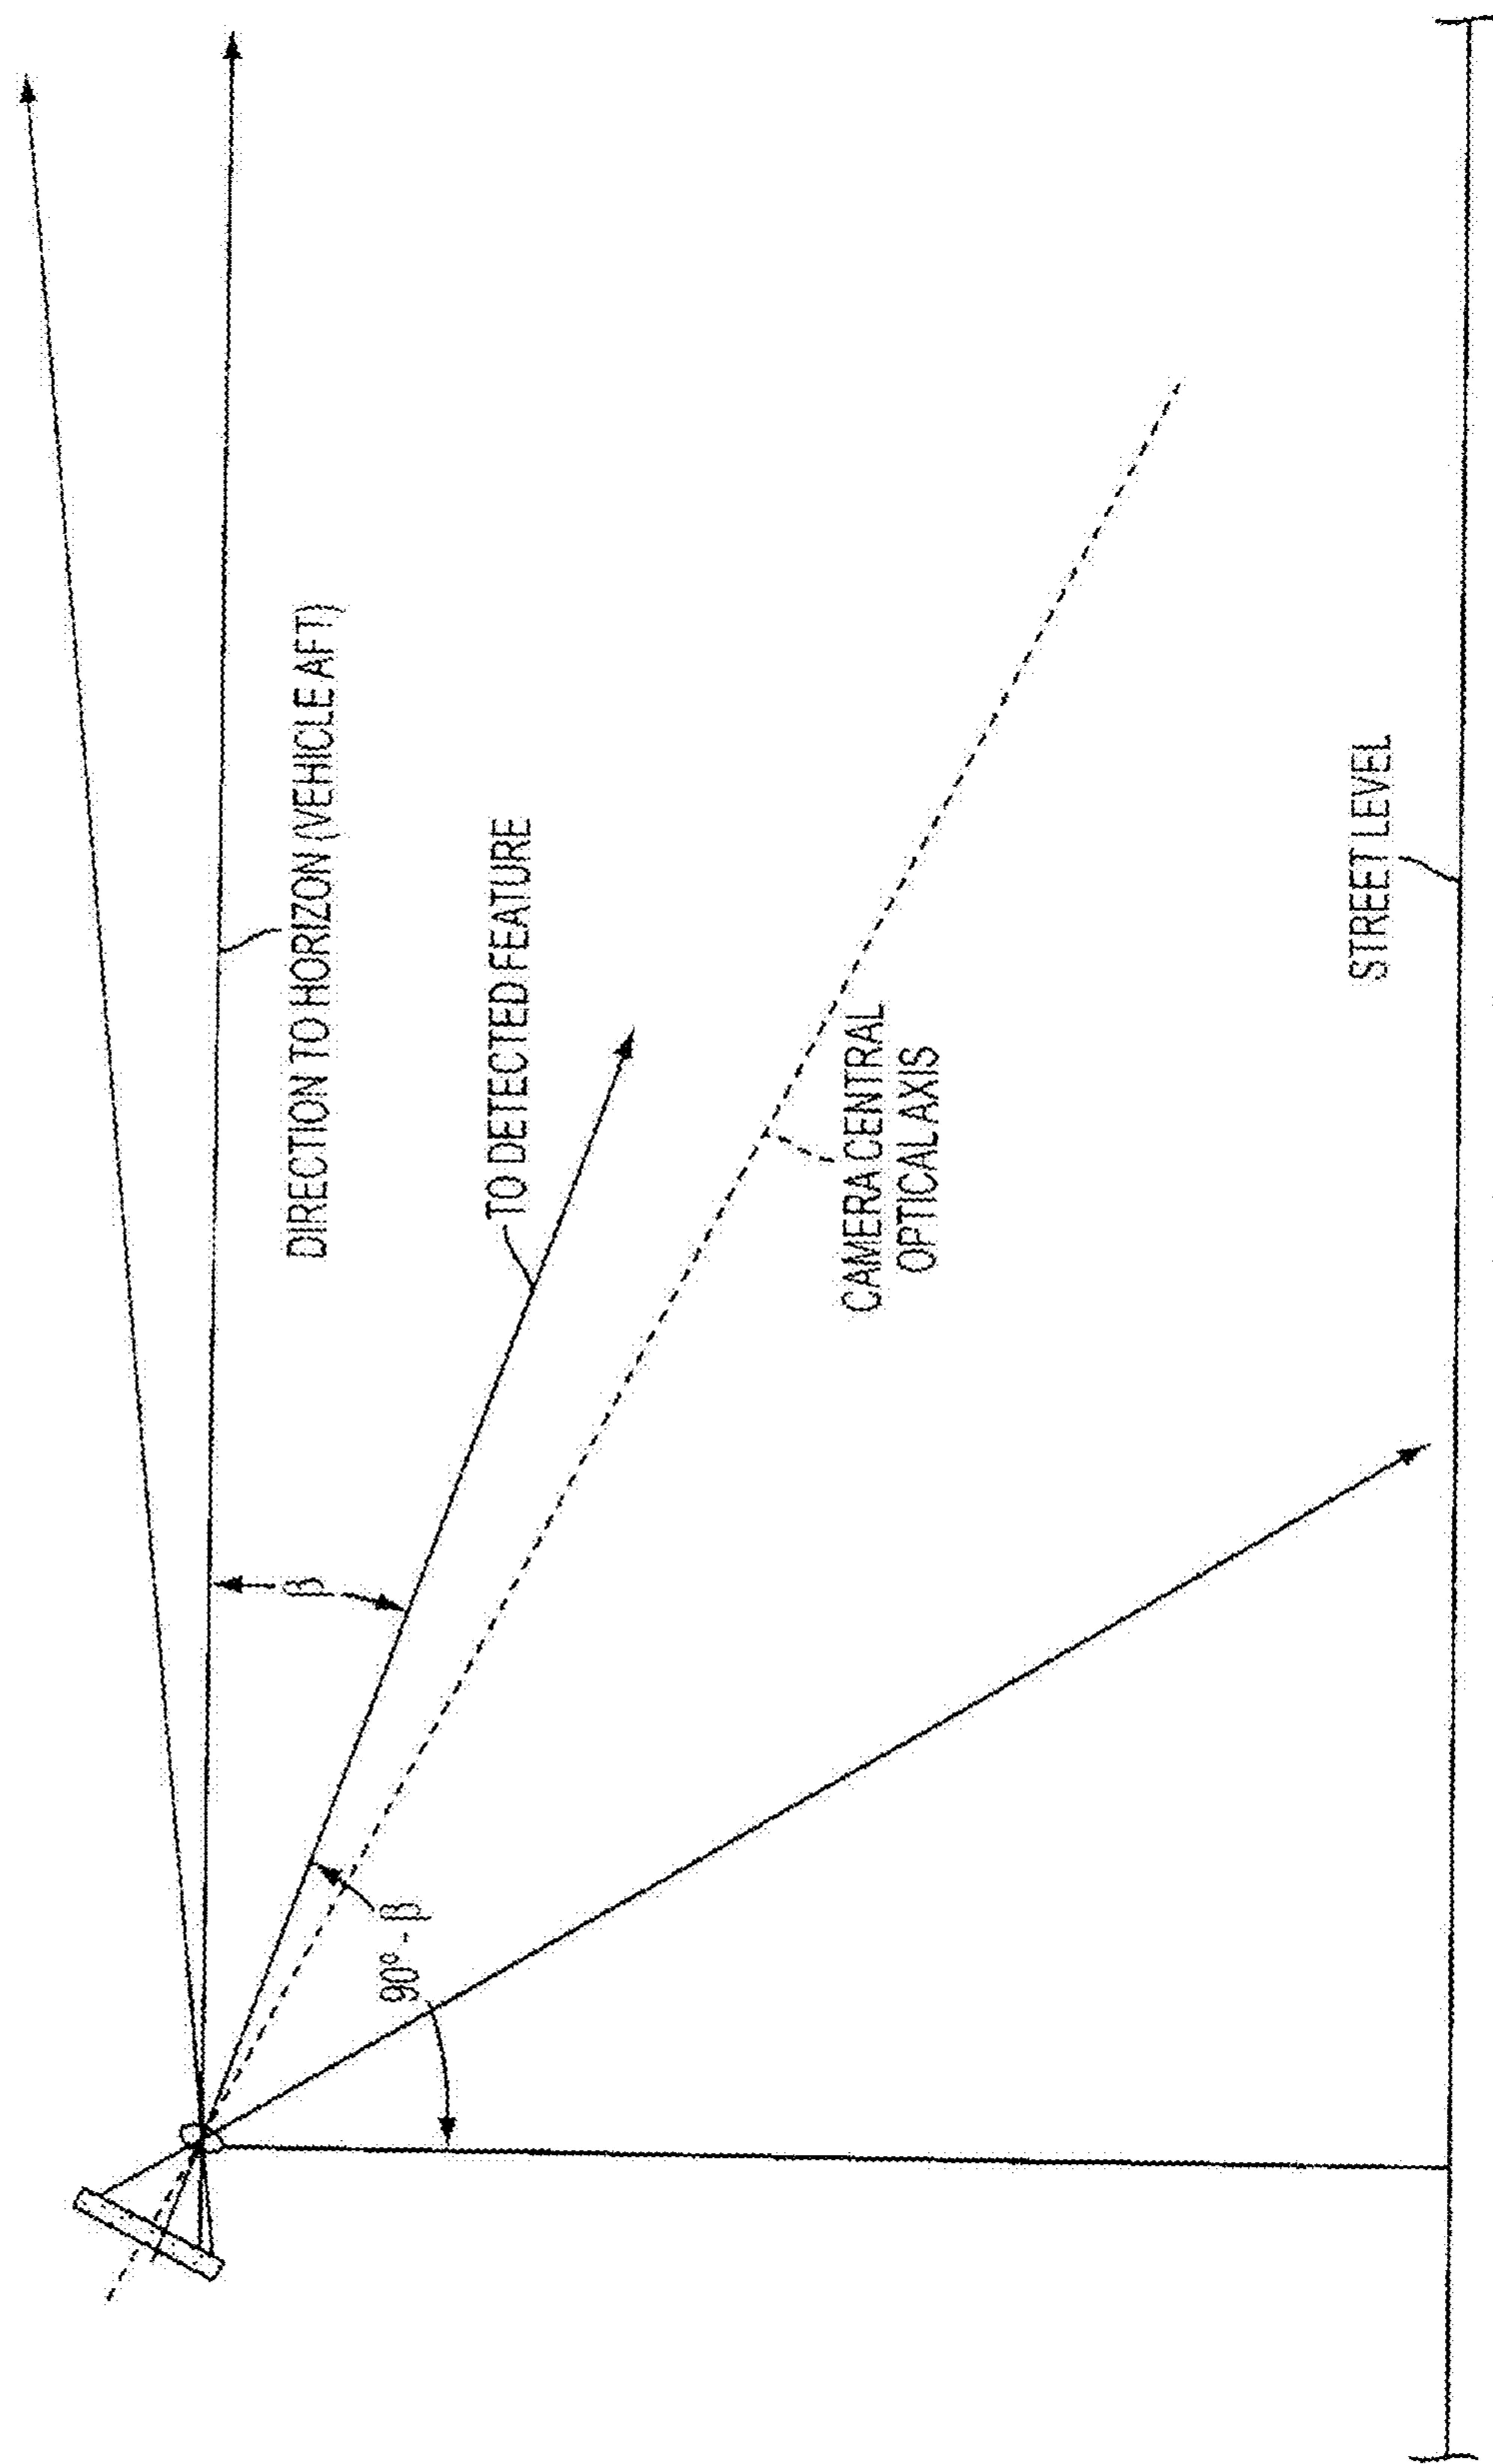 DIRECTION TO HORIZON (VEHICLE AFT)
β
TO DETECTED FEATURE
90° - β
CAMERA CENTRAL
OPTICAL AXIS
STREET LEVEL